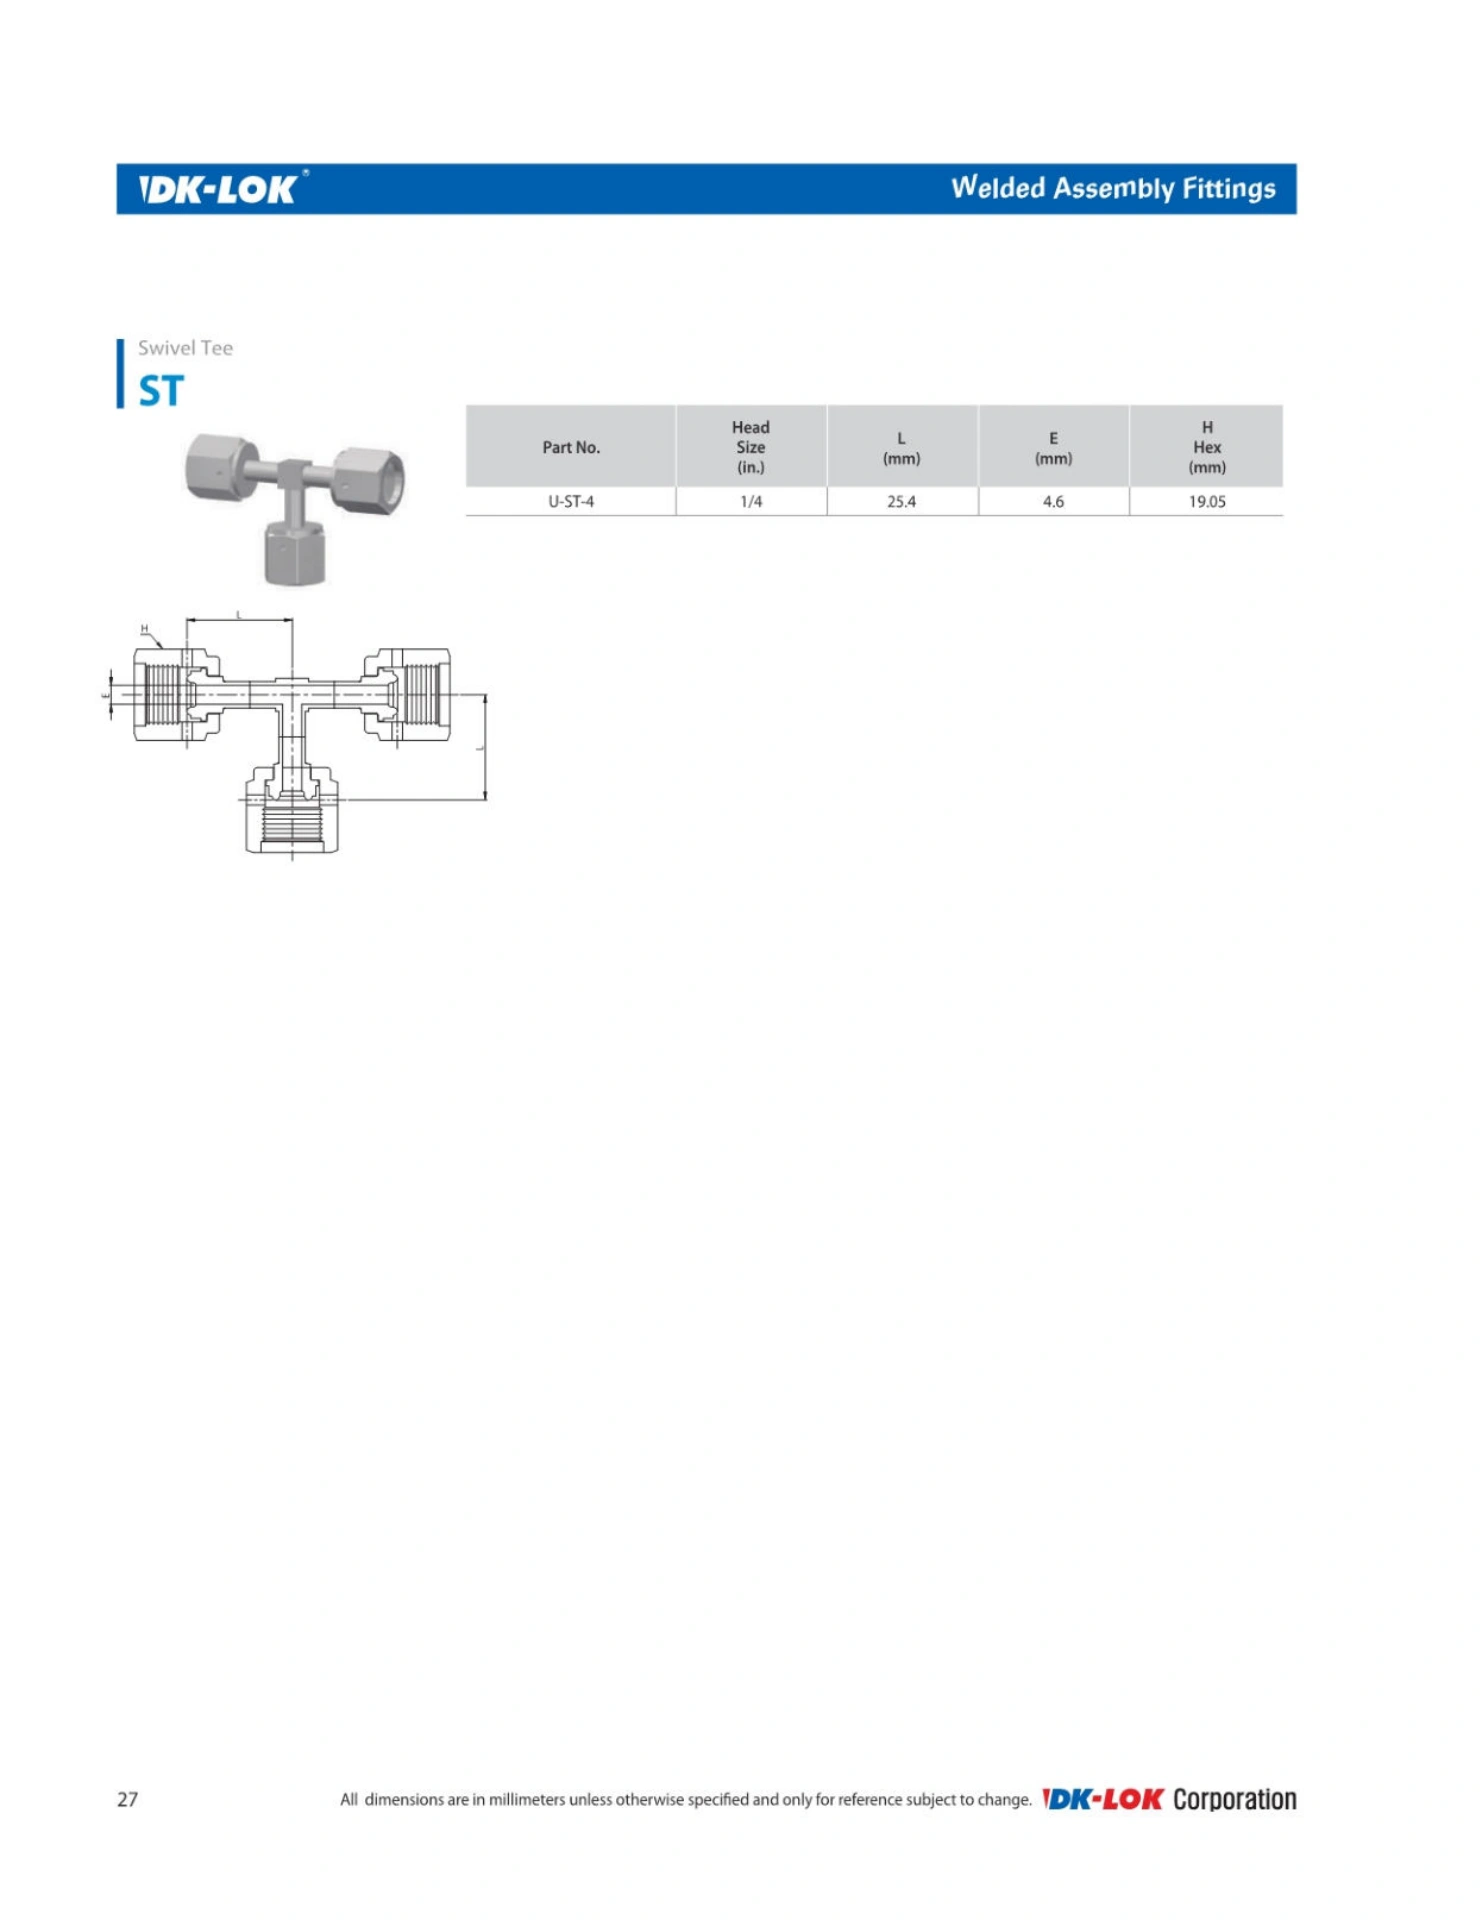 DK-LOK®
Welded Assembly Fittings
Swivel Tee
ST
Part No.
Head
Size
(in.)
L
(mm)
E
(mm)
H
Hex
(mm)
U-ST-4
1/4
25.4
4.6
19.05
L
H
E
L
27
All dimensions are in millimeters unless otherwise specified and only for reference subject to change.
DK-LOK Corporation